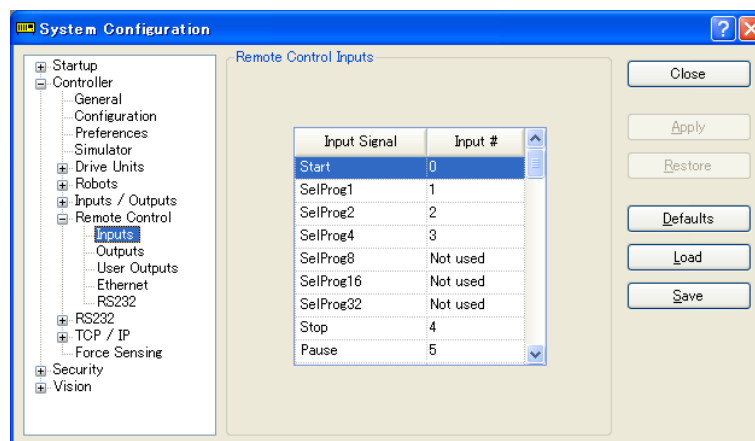 System Configuration
Startup
Controller
General
Configuration
Preferences
Simulator
Drive Units
Robots
Inputs / Outputs
Remote Control
Inputs
Outputs
User Outputs
Ethernet
RS232
RS232
TCP / IP
Force Sensing
Security
Vision
Remote Control Inputs
Input Signal Input #
Start 0
SelProg1 1
SelProg2 2
SelProg4 3
SelProg8 Not used
SelProg16 Not used
SelProg32 Not used
Stop 4
Pause 5
Close
Apply
Restore
Defaults
Load
Save